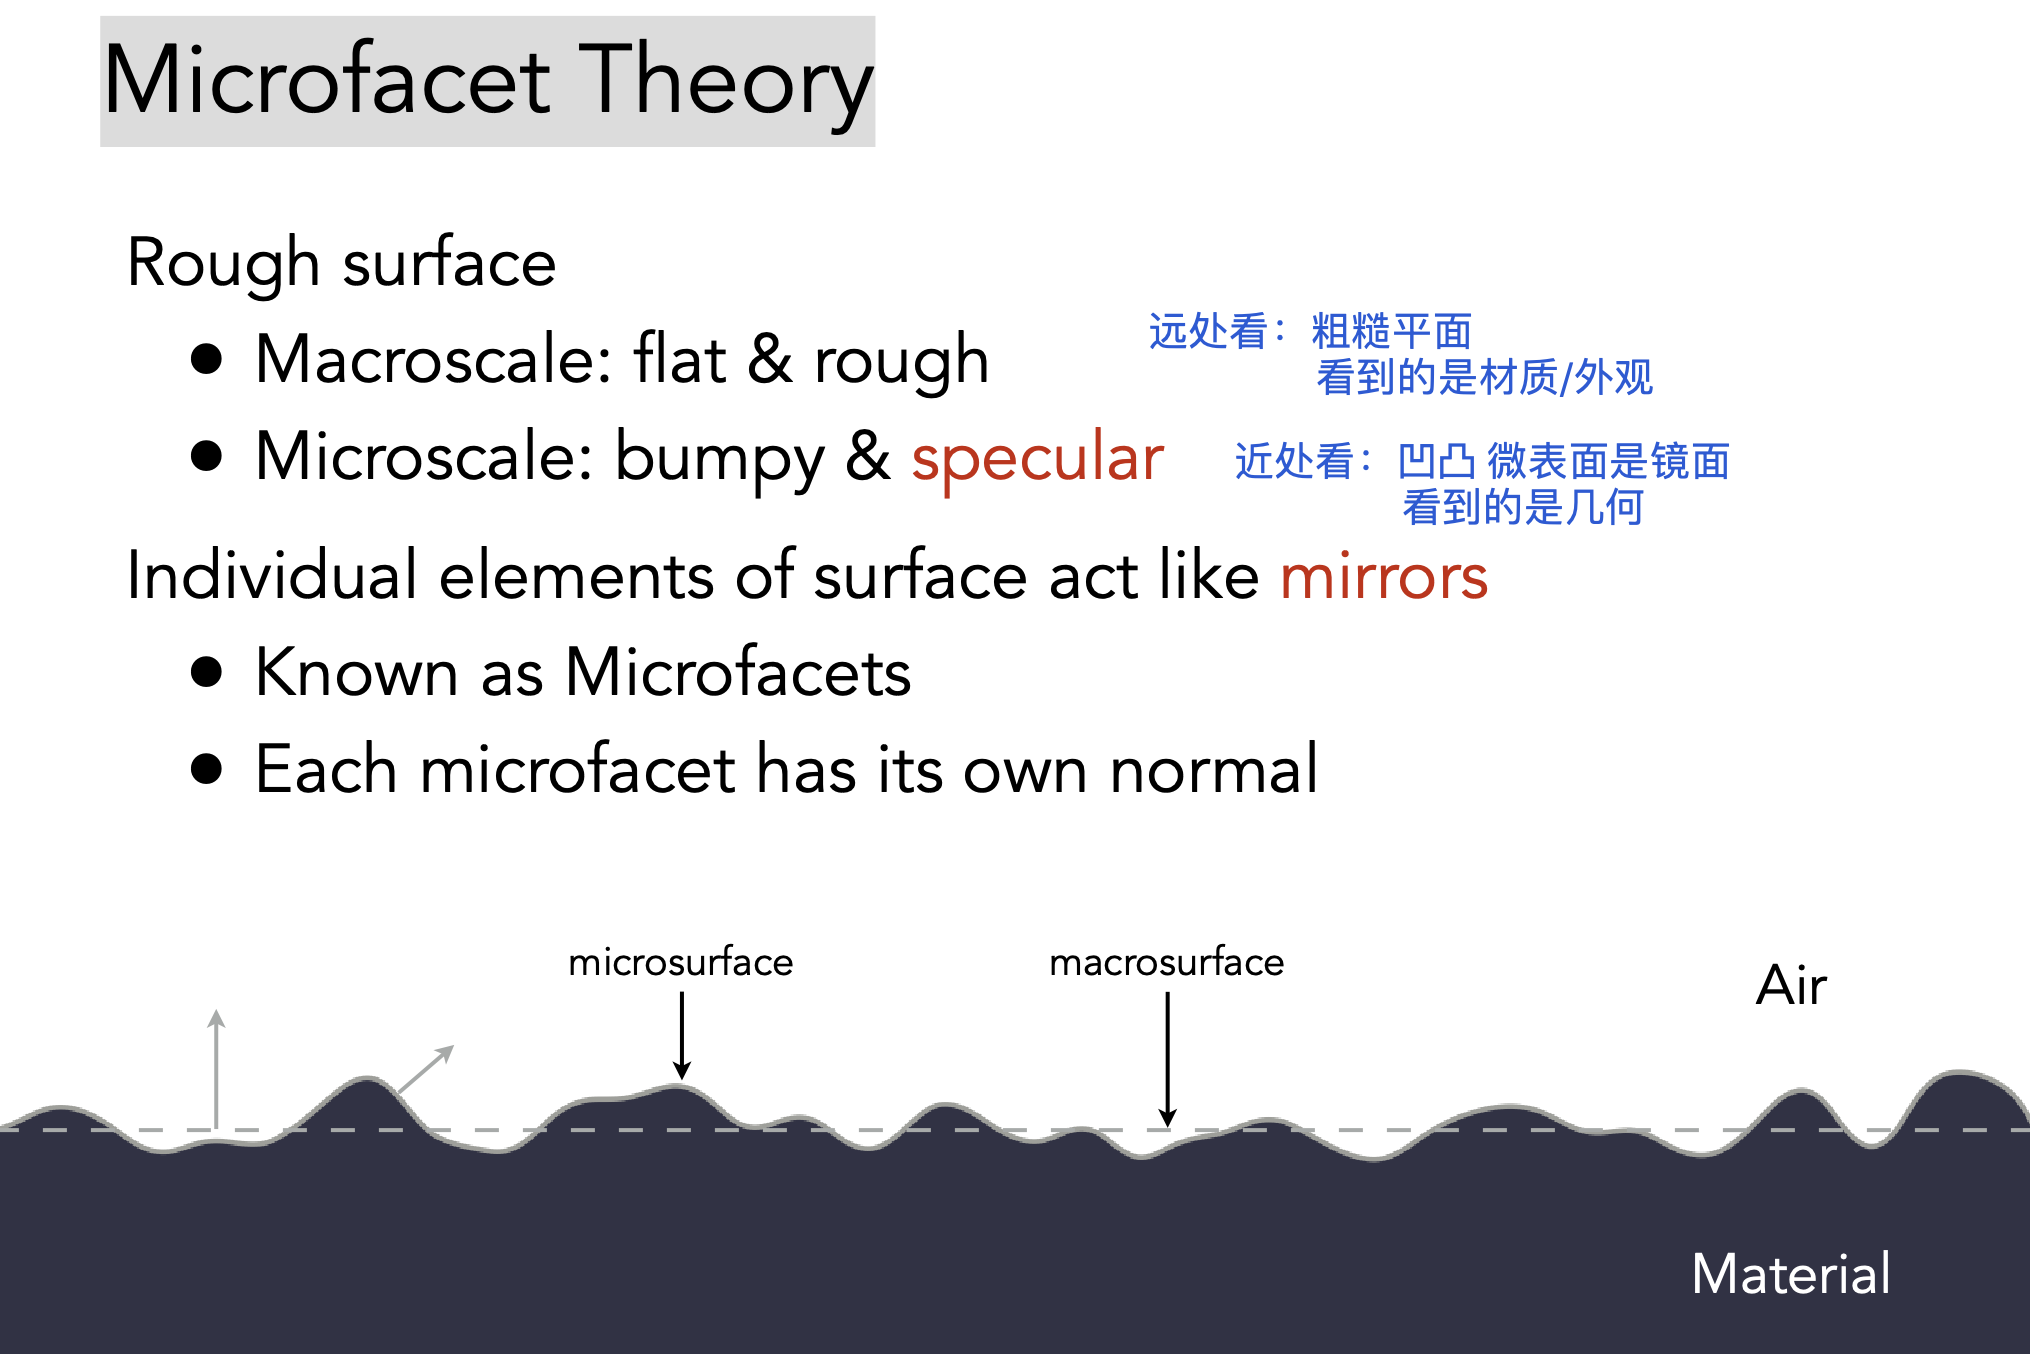 Microfacet Theory
Rough surface
● Macroscale: flat & rough
远处看：粗糙平面
看到的是材质/外观
● Microscale: bumpy & specular
近处看：凹凸 微表面是镜面
看到的是几何
Individual elements of surface act like mirrors
● Known as Microfacets
● Each microfacet has its own normal
microsurface
macrosurface
Air
Material